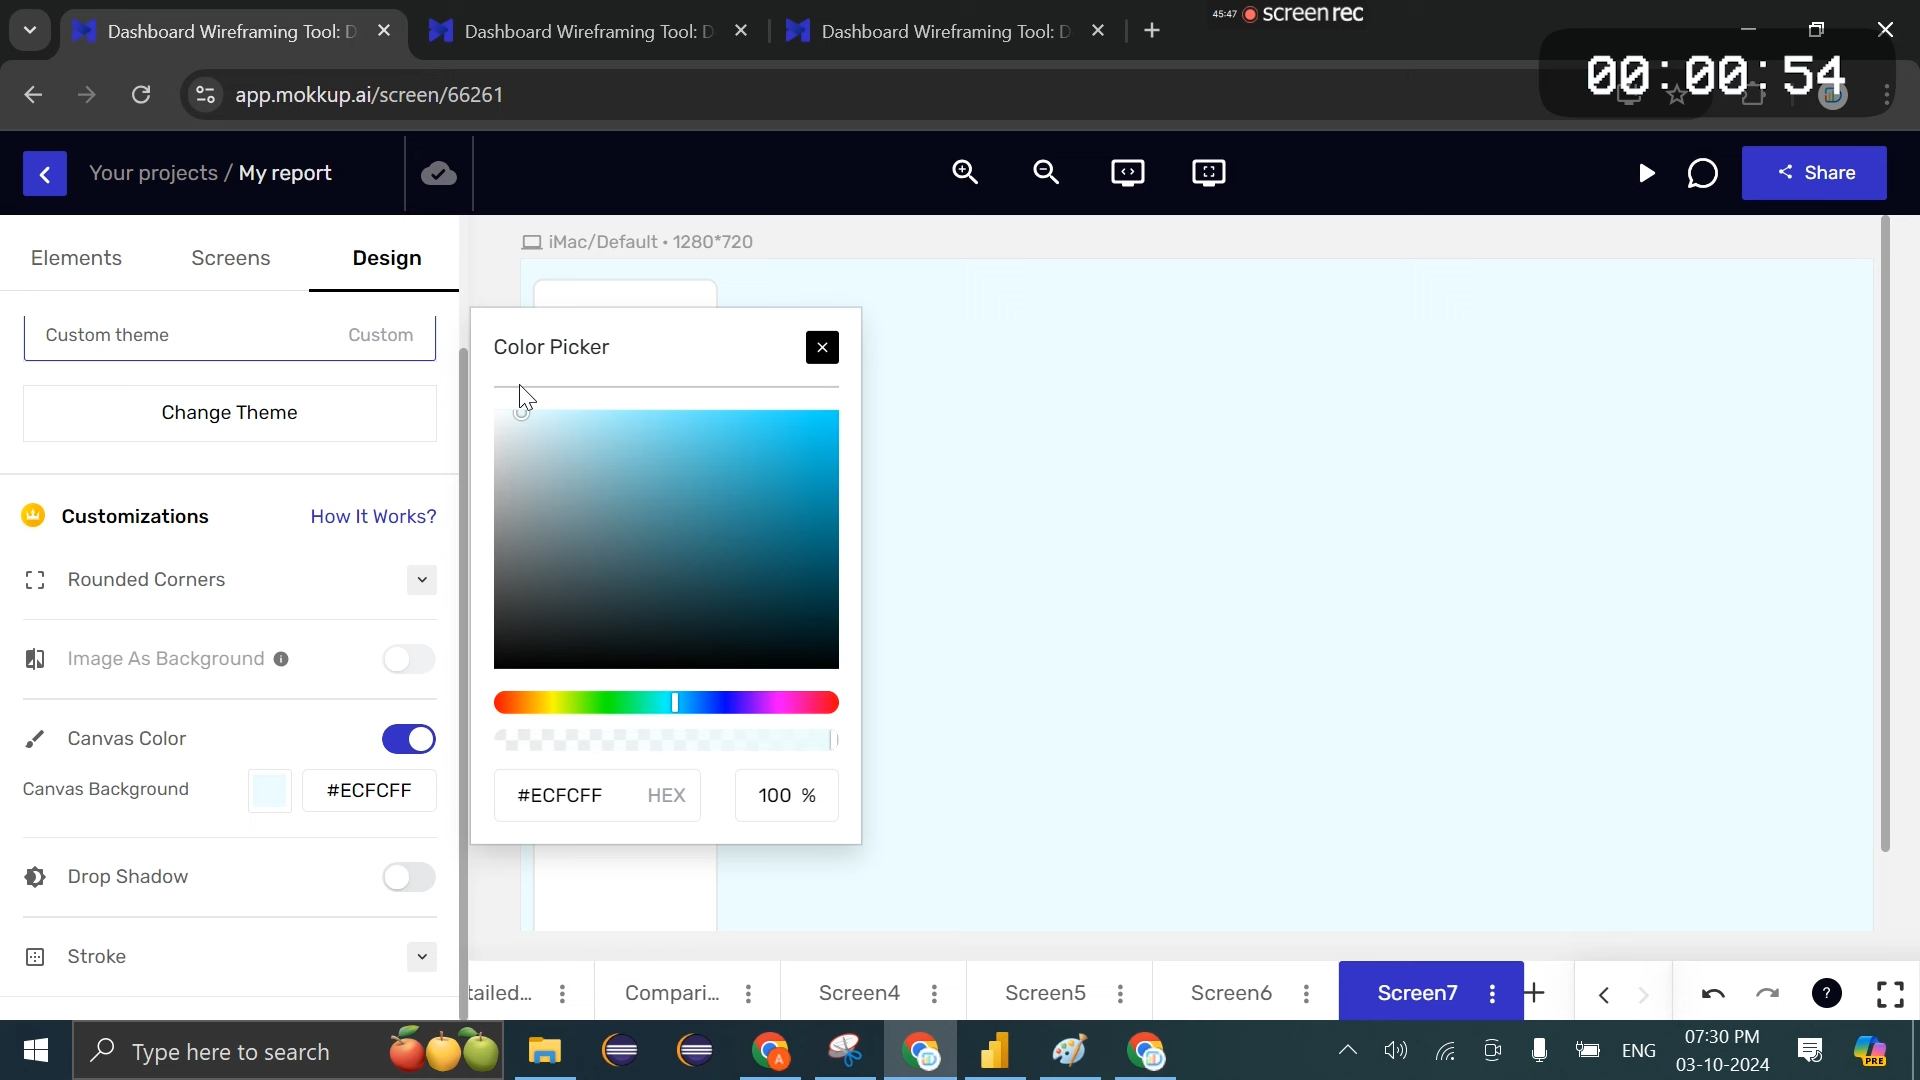 Dashboard Wireframing Tool: D
Dashboard Wireframing Tool: D
Dashboard Wireframing Tool: D
45:47 screenrec
00:00:54
app.mokkup.ai/screen/66261
Your projects / My report
Share
Elements
Screens
Design
iMac/Default • 1280*720
Custom theme
Custom
Change Theme
Customizations
How It Works?
Rounded Corners
Image As Background
Canvas Color
Canvas Background
#ECFCFF
Drop Shadow
Stroke
Color Picker
#ECFCFF HEX
100 %
tailed...
Compari...
Screen4
Screen5
Screen6
Screen7
?
Type here to search
A
ENG
07:30 PM
03-10-2024
PRE